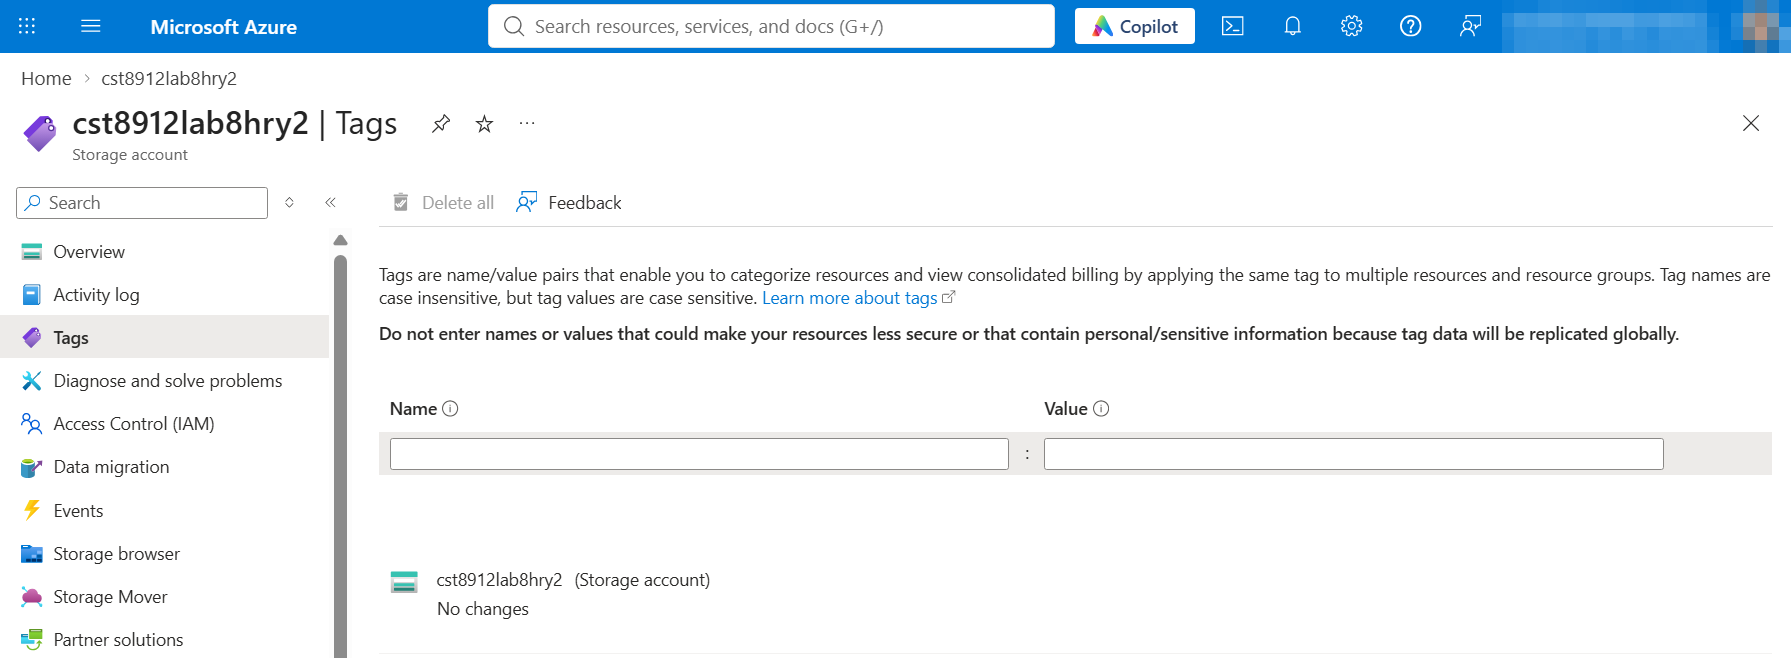 Microsoft Azure
Search resources, services, and docs (G+/)
Copilot
Home > cst8912lab8hry2
cst8912lab8hry2 | Tags
Storage account
Search
Delete all
Feedback
Overview
Activity log
Tags
Diagnose and solve problems
Access Control (IAM)
Data migration
Events
Storage browser
Storage Mover
Partner solutions
Tags are name/value pairs that enable you to categorize resources and view consolidated billing by applying the same tag to multiple resources and resource groups. Tag names are
case insensitive, but tag values are case sensitive. Learn more about tags
Do not enter names or values that could make your resources less secure or that contain personal/sensitive information because tag data will be replicated globally.
Name
Value
:
cst8912lab8hry2 (Storage account)
No changes